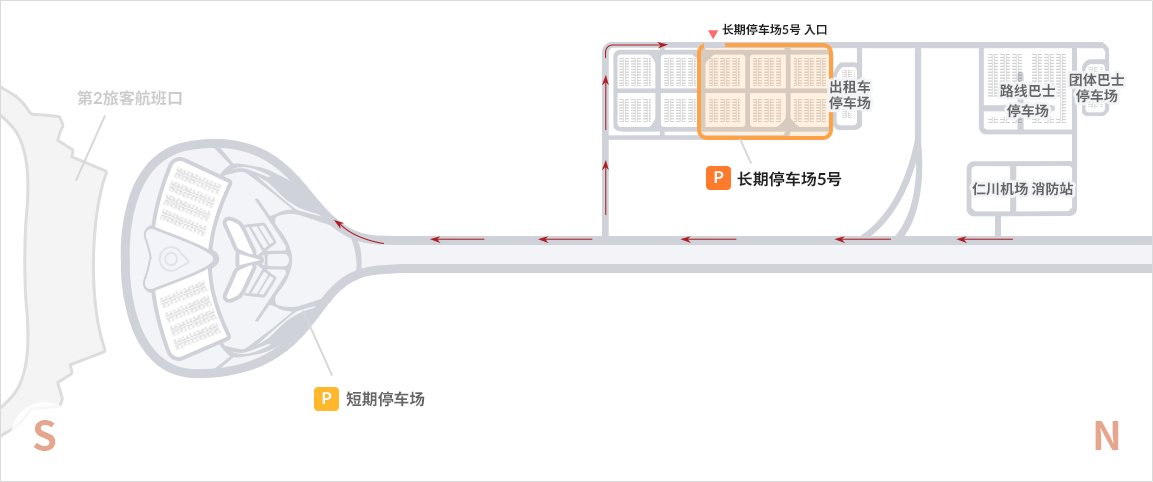 长期停车场5号 入口
第2旅客航班口
出租车
停车场
路线巴士
停车场
团体巴士
停车场
P 长期停车场5号
仁川机场 消防站
P 短期停车场
S
N